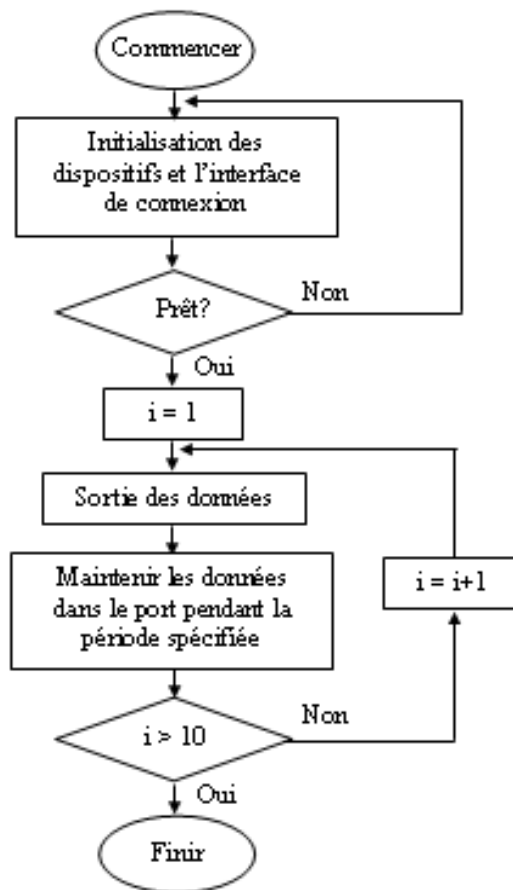 Commencer
Initialisation des
dispositifs et l'interface
de connexion
Prêt?
Non
Oui
i = 1
Sortie des données
Maintenir les données
dans le port pendant la
période spécifiée
i = i+1
i > 10
Non
Oui
Finir